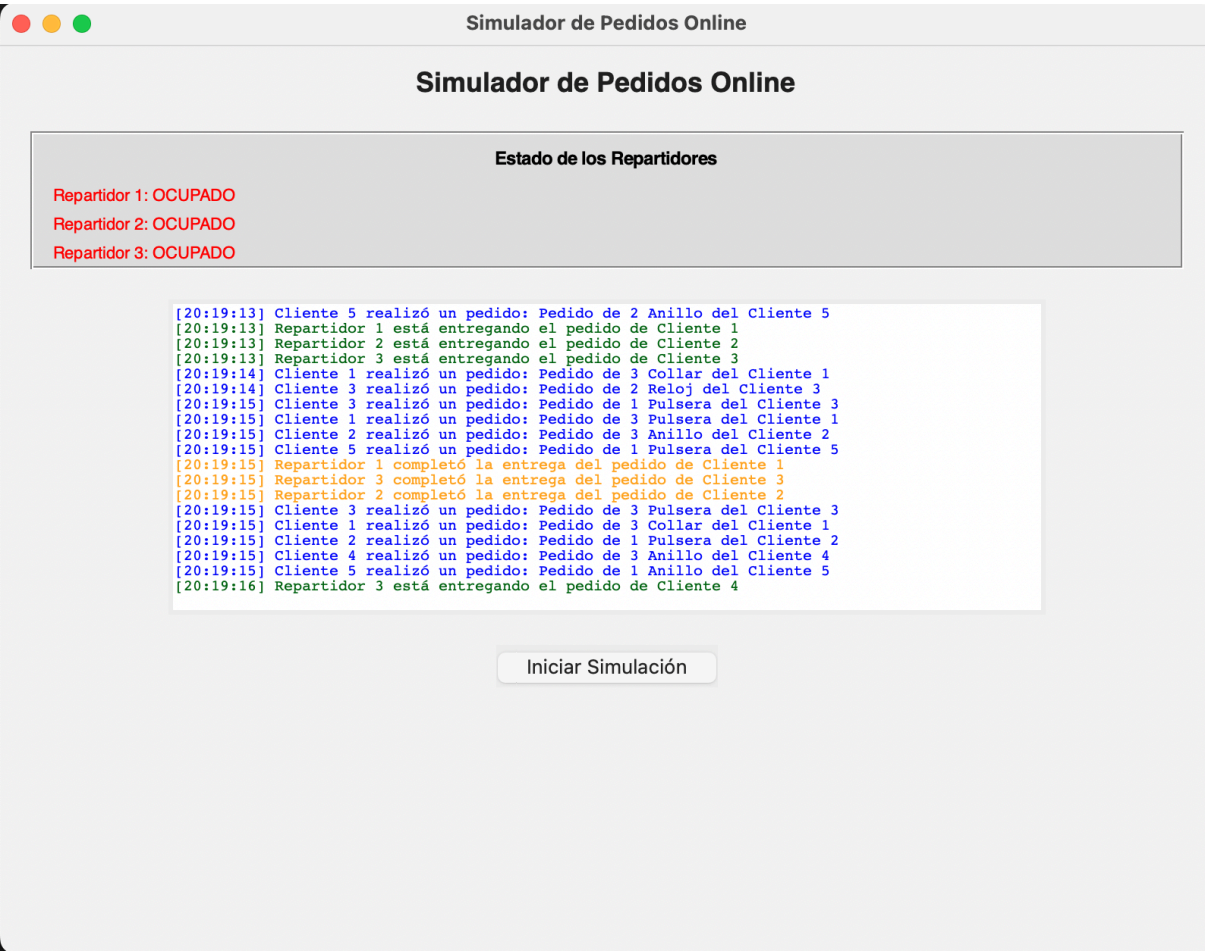 Simulador de Pedidos Online
Simulador de Pedidos Online
Estado de los Repartidores
Repartidor 1: OCUPADO
Repartidor 2: OCUPADO
Repartidor 3: OCUPADO
[20:19:13] Cliente 5 realizó un pedido: Pedido de 2 Anillo del Cliente 5
[20:19:13] Repartidor 1 está entregando el pedido de Cliente 1
[20:19:13] Repartidor 2 está entregando el pedido de Cliente 2
[20:19:13] Repartidor 3 está entregando el pedido de Cliente 3
[20:19:14] Cliente 1 realizó un pedido: Pedido de 3 Collar del Cliente 1
[20:19:14] Cliente 3 realizó un pedido: Pedido de 2 Reloj del Cliente 3
[20:19:15] Cliente 3 realizó un pedido: Pedido de 1 Pulsera del Cliente 3
[20:19:15] Cliente 1 realizó un pedido: Pedido de 3 Pulsera del Cliente 1
[20:19:15] Cliente 2 realizó un pedido: Pedido de 3 Anillo del Cliente 2
[20:19:15] Cliente 5 realizó un pedido: Pedido de 1 Pulsera del Cliente 5
[20:19:15] Repartidor 1 completó la entrega del pedido de Cliente 1
[20:19:15] Repartidor 3 completó la entrega del pedido de Cliente 3
[20:19:15] Repartidor 2 completó la entrega del pedido de Cliente 2
[20:19:15] Cliente 3 realizó un pedido: Pedido de 3 Pulsera del Cliente 3
[20:19:15] Cliente 1 realizó un pedido: Pedido de 3 Collar del Cliente 1
[20:19:15] Cliente 2 realizó un pedido: Pedido de 1 Pulsera del Cliente 2
[20:19:15] Cliente 4 realizó un pedido: Pedido de 3 Anillo del Cliente 4
[20:19:15] Cliente 5 realizó un pedido: Pedido de 1 Anillo del Cliente 5
[20:19:16] Repartidor 3 está entregando el pedido de Cliente 4
Iniciar Simulación